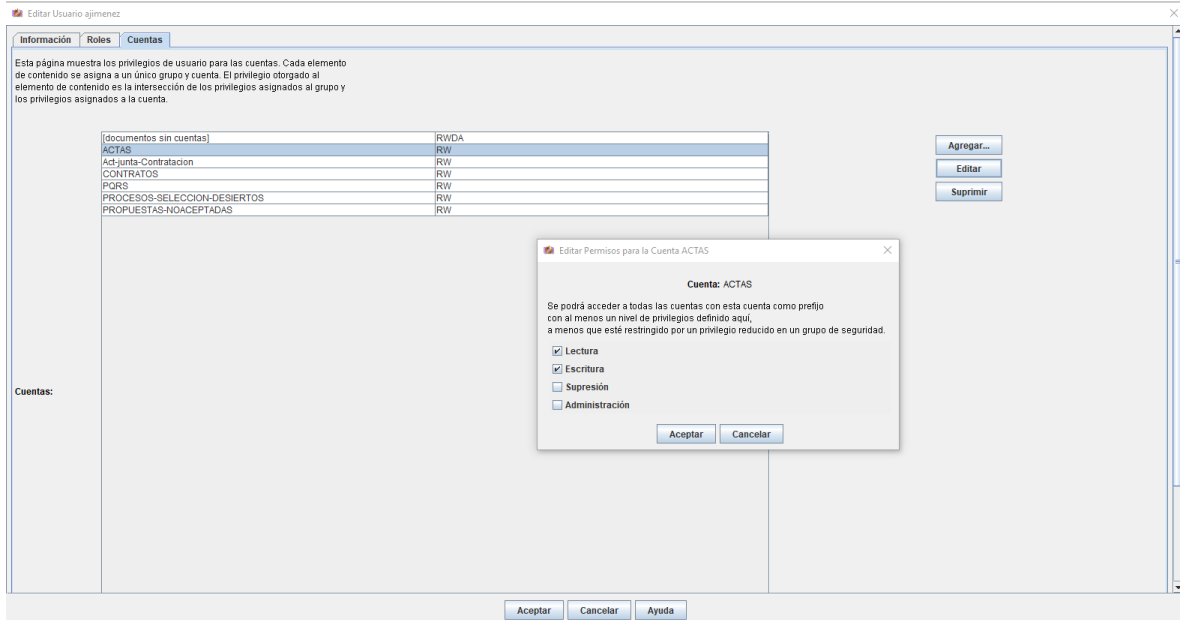 Editar Usuario ajimenez
Información Roles Cuentas
Esta página muestra los privilegios de usuario para las cuentas. Cada elemento
de contenido se asigna a un único grupo y cuenta. El privilegio otorgado al
elemento de contenido es la intersección de los privilegios asignados al grupo y
los privilegios asignados a la cuenta.
[documentos sin cuentas] RWDA
ACTAS RW
Act-junta-Contratacion RW
CONTRATOS RW
PQRS RW
PROCESOS-SELECCION-DESIERTOS RW
PROPUESTAS-NOACEPTADAS RW
Agregar...
Editar
Suprimir
Editar Permisos para la Cuenta ACTAS
Cuenta: ACTAS
Se podrá acceder a todas las cuentas con esta cuenta como prefijo
con al menos un nivel de privilegios definido aquí,
a menos que esté restringido por un privilegio reducido en un grupo de seguridad.
Lectura
Escritura
Supresión
Administración
Aceptar Cancelar
Cuentas:
Aceptar Cancelar Ayuda